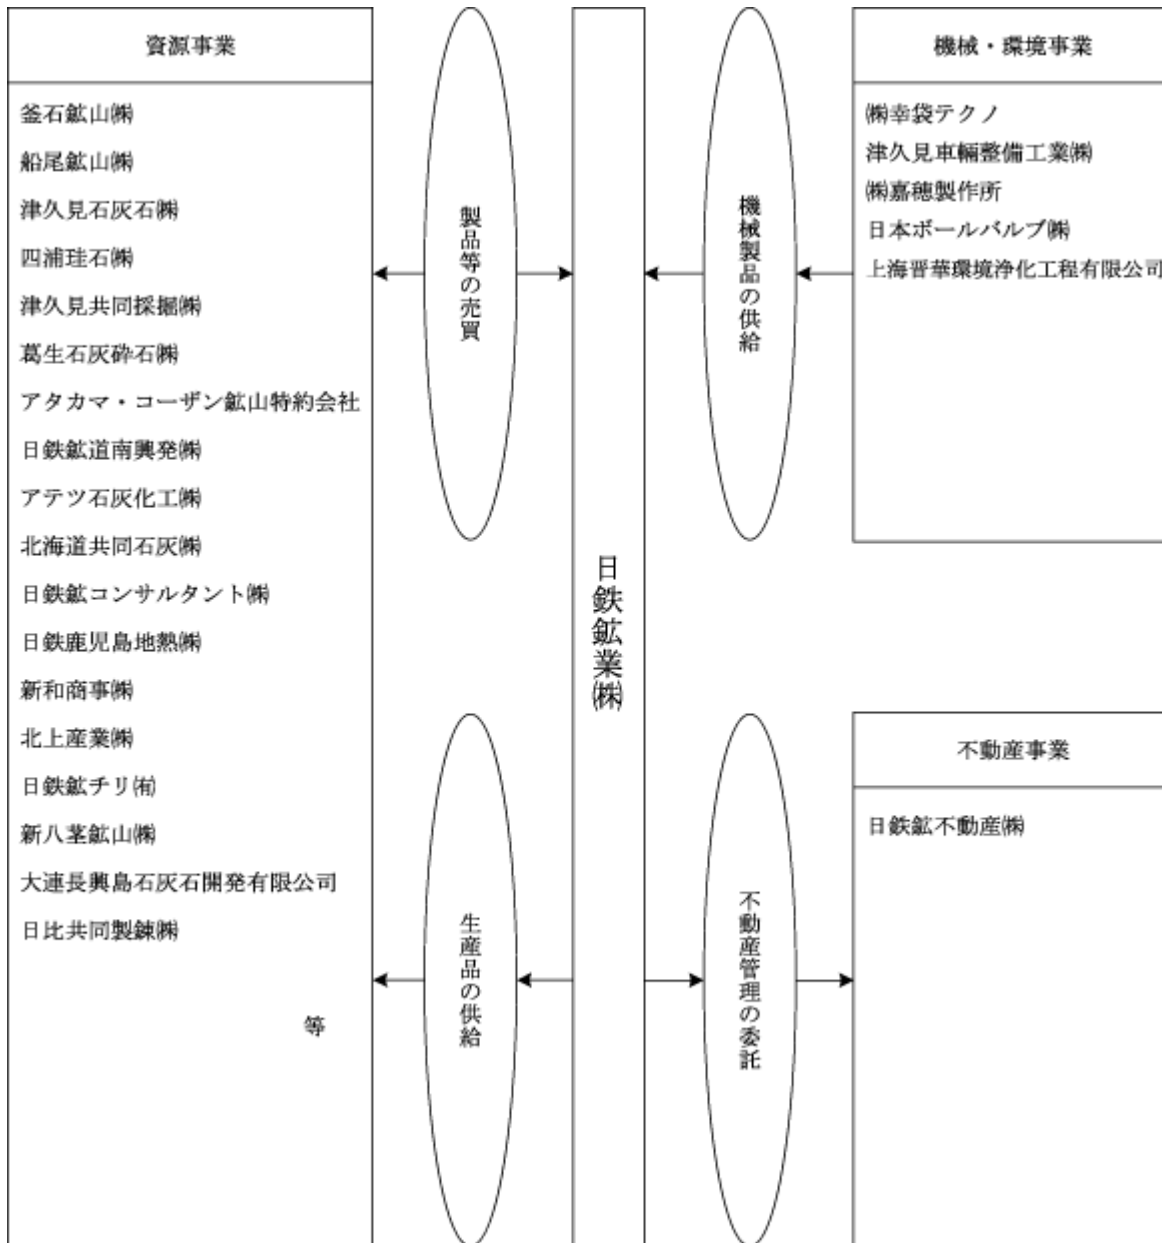 資源事業
釜石鉱山㈱
船尾鉱山㈱
津久見石灰石㈱
四浦珪石㈱
津久見共同採掘㈱
葛生石灰砕石㈱
アタカマ・コーザン鉱山特約会社
日鉄鉱道南興発㈱
アテツ石灰化工㈱
北海道共同石灰㈱
日鉄鉱コンサルタント㈱
日鉄鹿児島地熱㈱
新和商事㈱
北上産業㈱
日鉄鉱チリ㈲
新八茎鉱山㈱
大連長興島石灰石開発有限公司
日比共同製錬㈱
等
製品等の売買
生産品の供給
日鉄鉱業㈱
機械製品の供給
不動産管理の委託
機械・環境事業
㈱幸袋テクノ
津久見車輌整備工業㈱
㈱嘉穂製作所
日本ボールバルブ㈱
上海晋華環境浄化工程有限公司
不動産事業
日鉄鉱不動産㈱